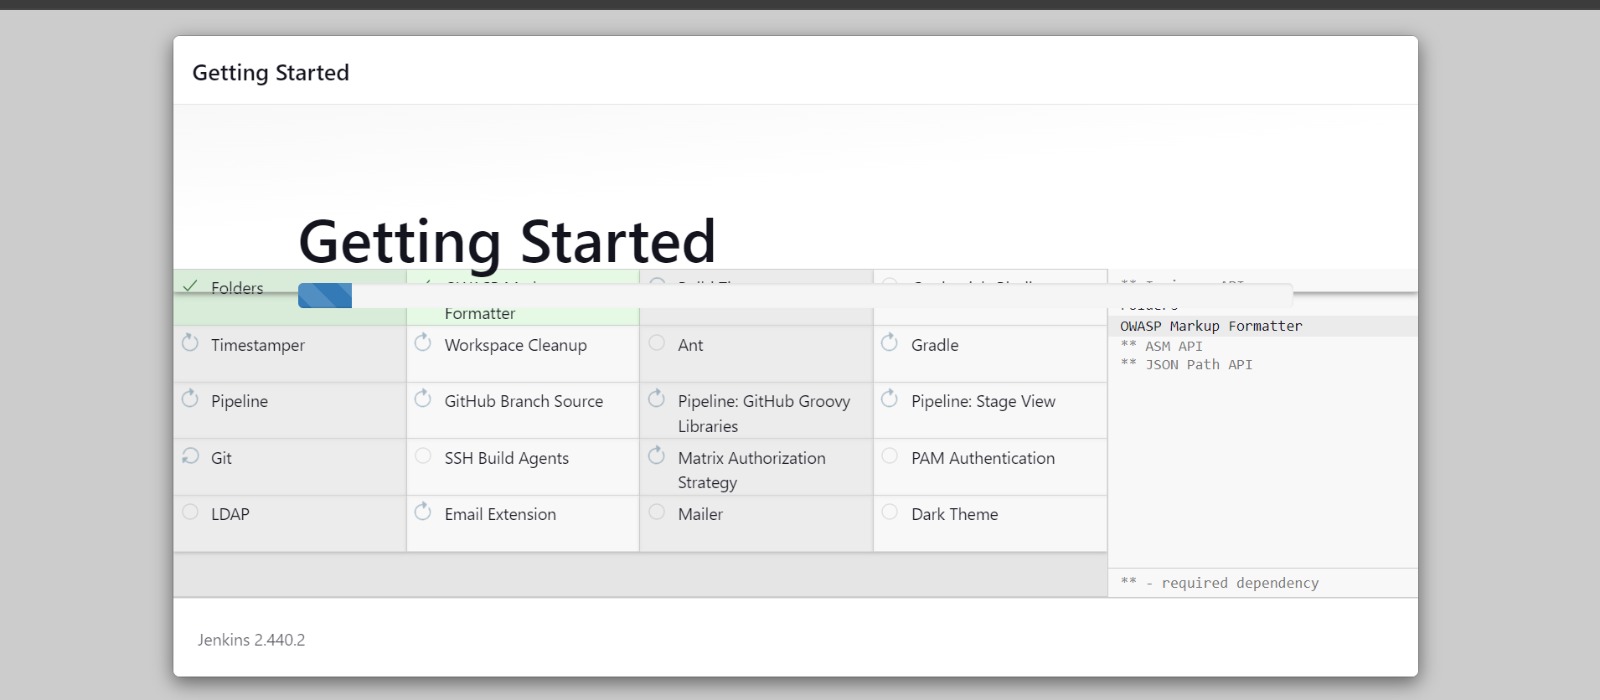 Getting Started
Getting Started
Folders
Formatter
Timestamper
Workspace Cleanup
Ant
Gradle
Pipeline
GitHub Branch Source
Pipeline: GitHub Groovy
Libraries
Pipeline: Stage View
Git
SSH Build Agents
Matrix Authorization
Strategy
PAM Authentication
LDAP
Email Extension
Mailer
Dark Theme
OWASP Markup Formatter
** ASM API
** JSON Path API
** - required dependency
Jenkins 2.440.2